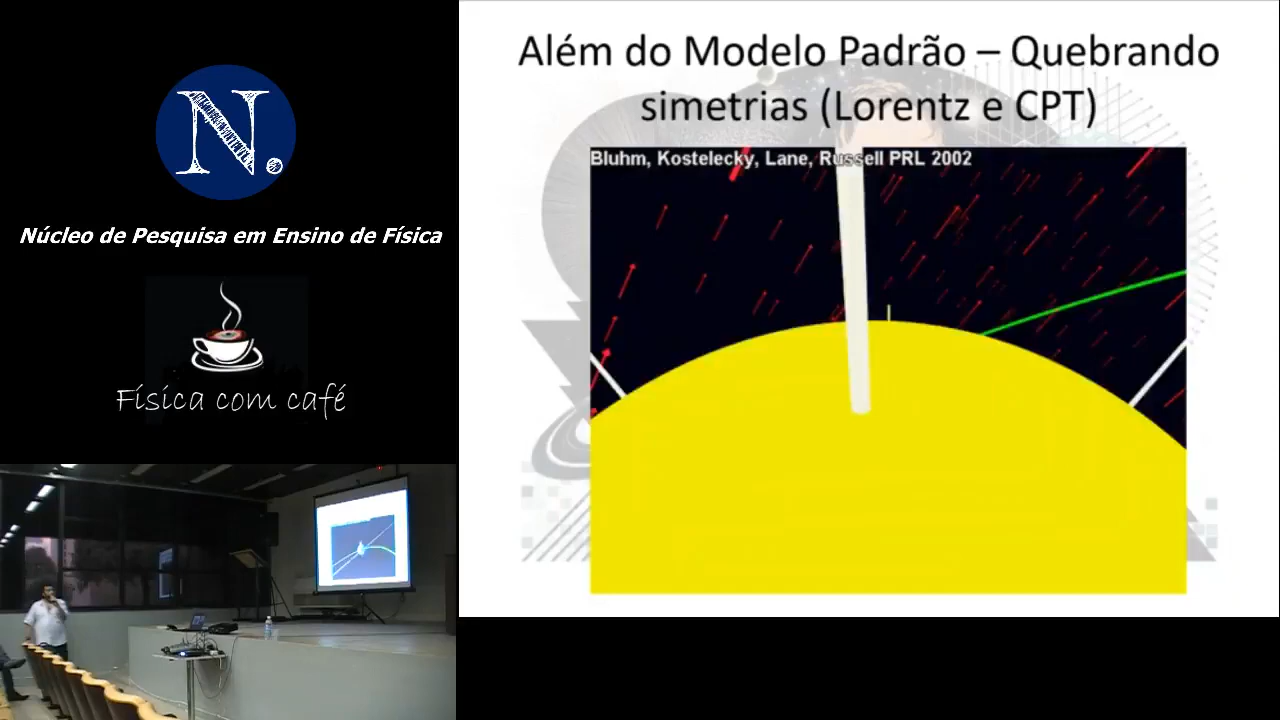 N.
Núcleo de Pesquisa em Ensino de Física
Física com café
Além do Modelo Padrão – Quebrando
simetrias (Lorentz e CPT)
Bluhm, Kostelecky, Lane, Russell PRL 2002